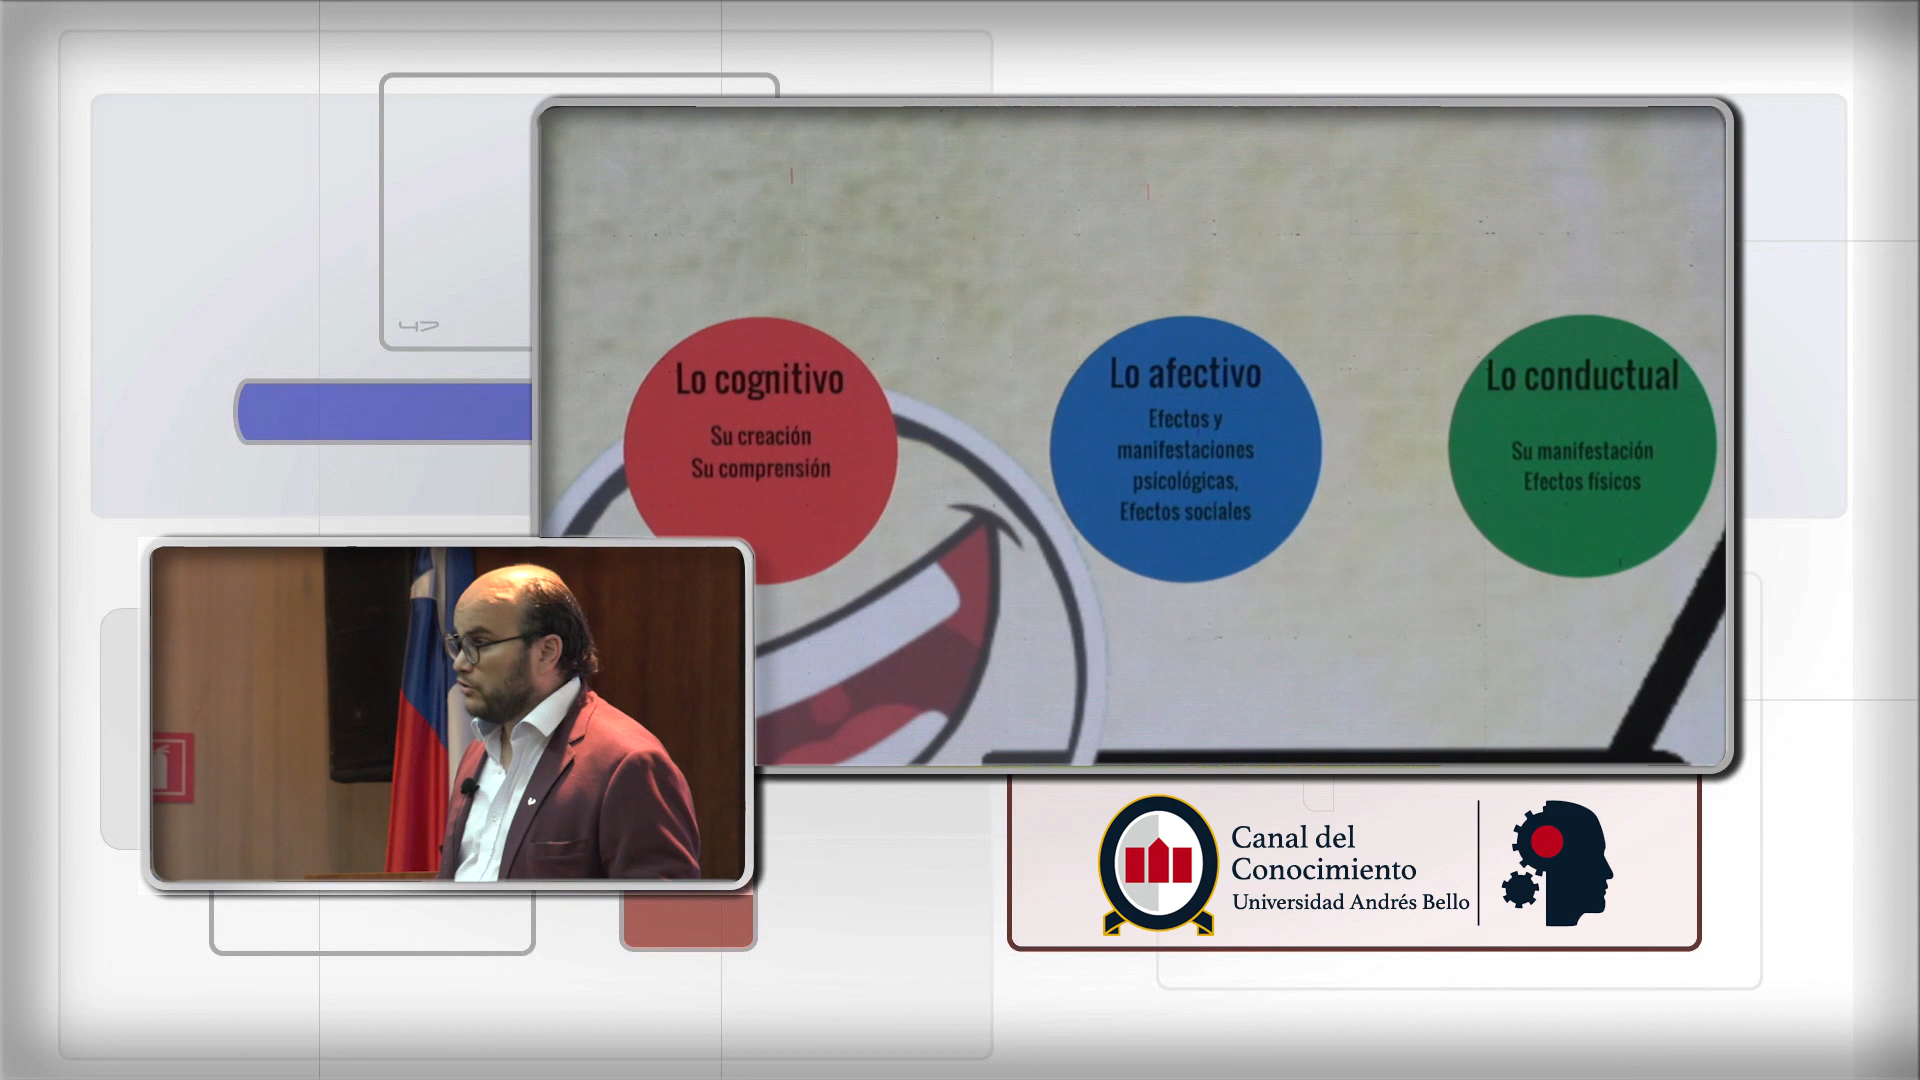 Lo cognitivo
Su creación
Su comprensión
Lo afectivo
Efectos y
manifestaciones
psicológicas,
Efectos sociales
Lo conductual
Su manifestación
Efectos físicos
Canal del
Conocimiento
Universidad Andrés Bello